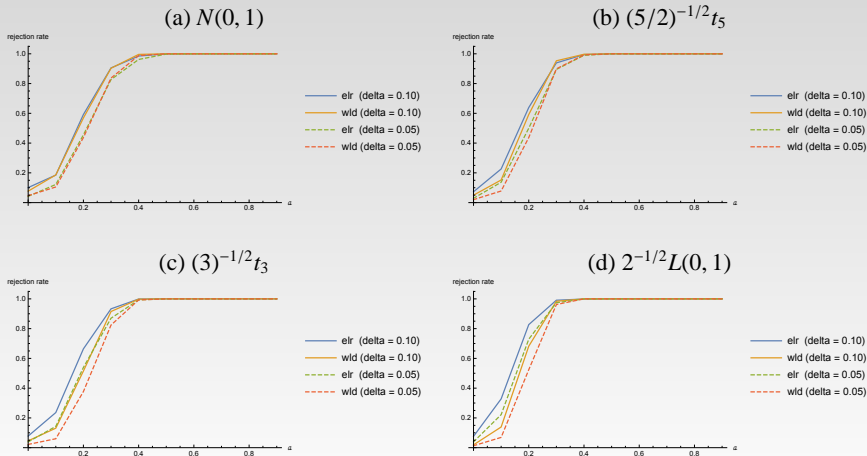 (a) N(0, 1)
rejection rate
1.0
0.8
0.6
0.4
0.2
0.2 0.4 0.6 0.8 a
elr (delta = 0.10)
wld (delta = 0.10)
elr (delta = 0.05)
wld (delta = 0.05)
(b) (5/2)^{-1/2}t_5
rejection rate
1.0
0.8
0.6
0.4
0.2
0.2 0.4 0.6 0.8 a
elr (delta = 0.10)
wld (delta = 0.10)
elr (delta = 0.05)
wld (delta = 0.05)
(c) (3)^{-1/2}t_3
rejection rate
1.0
0.8
0.6
0.4
0.2
0.2 0.4 0.6 0.8 a
elr (delta = 0.10)
wld (delta = 0.10)
elr (delta = 0.05)
wld (delta = 0.05)
(d) 2^{-1/2}L(0, 1)
rejection rate
1.0
0.8
0.6
0.4
0.2
0.2 0.4 0.6 0.8 a
elr (delta = 0.10)
wld (delta = 0.10)
elr (delta = 0.05)
wld (delta = 0.05)